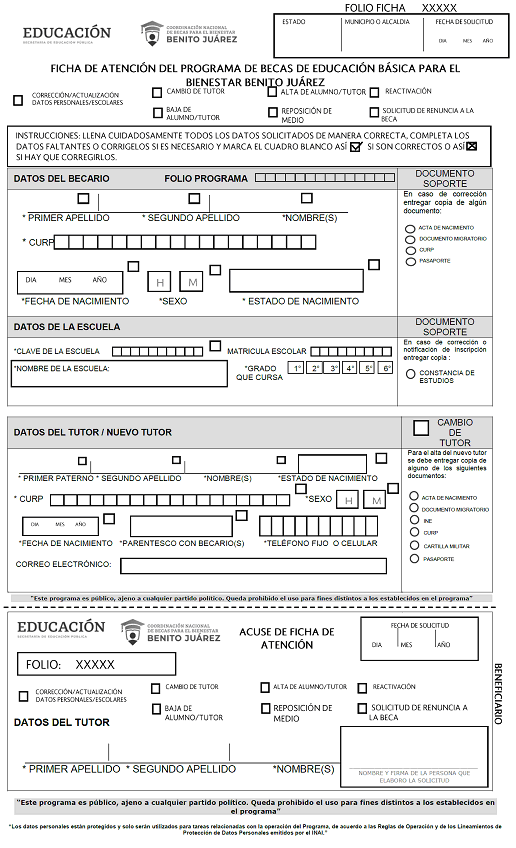 FOLIO FICHA XXXXX
EDUCACIÓN
SECRETARÍA DE EDUCACIÓN PÚBLICA
COORDINACIÓN NACIONAL
DE BECAS PARA EL BIENESTAR
BENITO JUÁREZ
ESTADO
MUNICIPIO O ALCALDIA
FECHA DE SOLICITUD
DIA MES AÑO
FICHA DE ATENCIÓN DEL PROGRAMA DE BECAS DE EDUCACIÓN BÁSICA PARA EL
BIENESTAR BENITO JUÁREZ
CORRECCIÓN/ACTUALIZACIÓN
DATOS PERSONALES/ESCOLARES
CAMBIO DE TUTOR
ALTA DE ALUMNO/TUTOR
REACTIVACIÓN
BAJA DE
ALUMNO/TUTOR
REPOSICIÓN DE
MEDIO
SOLICITUD DE RENUNCIA A LA
BECA
INSTRUCCIONES: LLENA CUIDADOSAMENTE TODOS LOS DATOS SOLICITADOS DE MANERA CORRECTA, COMPLETA LOS
DATOS FALTANTES O CORRIGELOS SI ES NECESARIO Y MARCA EL CUADRO BLANCO ASÍ SI SON CORRECTOS O ASÍ
SI HAY QUE CORREGIRLOS.
DATOS DEL BECARIO
FOLIO PROGRAMA
DOCUMENTO
SOPORTE
* PRIMER APELLIDO
* SEGUNDO APELLIDO
*NOMBRE(S)
* CURP
DIA MES AÑO
H M
*FECHA DE NACIMIENTO
*SEXO
* ESTADO DE NACIMIENTO
En caso de corrección
entregar copia de algún
documento:
ACTA DE NACIMIENTO
DOCUMENTO MIGRATORIO
CURP
PASAPORTE
DATOS DE LA ESCUELA
DOCUMENTO
SOPORTE
*CLAVE DE LA ESCUELA
MATRICULA ESCOLAR
*NOMBRE DE LA ESCUELA:
*GRADO
QUE CURSA
1° 2° 3° 4° 5° 6°
En caso de corrección o
notificación de inscripción
entregar copia :
CONSTANCIA DE
ESTUDIOS
DATOS DEL TUTOR / NUEVO TUTOR
CAMBIO
DE
TUTOR
* PRIMER PATERNO
* SEGUNDO APELLIDO
*NOMBRE(S)
*ESTADO DE NACIMIENTO
* CURP
*SEXO
H M
DIA MES AÑO
*FECHA DE NACIMIENTO
*PARENTESCO CON BECARIO(S)
*TELÉFONO FIJO O CELULAR
CORREO ELECTRÓNICO:
Para el alta del nuevo tutor
se debe entregar copia de
alguno de los siguientes
documentos:
ACTA DE NACIMIENTO
DOCUMENTO MIGRATORIO
INE
CURP
CARTILLA MILITAR
PASAPORTE
"Este programa es público, ajeno a cualquier partido político. Queda prohibido el uso para fines distintos a los establecidos en el programa"
EDUCACIÓN
SECRETARÍA DE EDUCACIÓN PÚBLICA
COORDINACIÓN NACIONAL
DE BECAS PARA EL BIENESTAR
BENITO JUÁREZ
ACUSE DE FICHA DE
ATENCIÓN
FECHA DE SOLICITUD
DIA MES AÑO
FOLIO: XXXXX
BENEFICIARIO
CORRECCIÓN/ACTUALIZACIÓN
DATOS PERSONALES/ESCOLARES
CAMBIO DE TUTOR
ALTA DE ALUMNO/TUTOR
REACTIVACIÓN
BAJA DE
ALUMNO/TUTOR
REPOSICIÓN DE
MEDIO
SOLICITUD DE RENUNCIA A
LA BECA
DATOS DEL TUTOR
* PRIMER APELLIDO
* SEGUNDO APELLIDO
*NOMBRE(S)
NOMBRE Y FIRMA DE LA PERSONA QUE
ELABORO LA SOLICITUD
"Este programa es público, ajeno a cualquier partido político. Queda prohibido el uso para fines distintos a los establecidos en
el programa"
"Los datos personales están protegidos y solo serán utilizados para tareas relacionadas con la operación del Programa, de acuerdo a las Reglas de Operación y de los Lineamientos de
Protección de Datos Personales emitidos por el INAI."